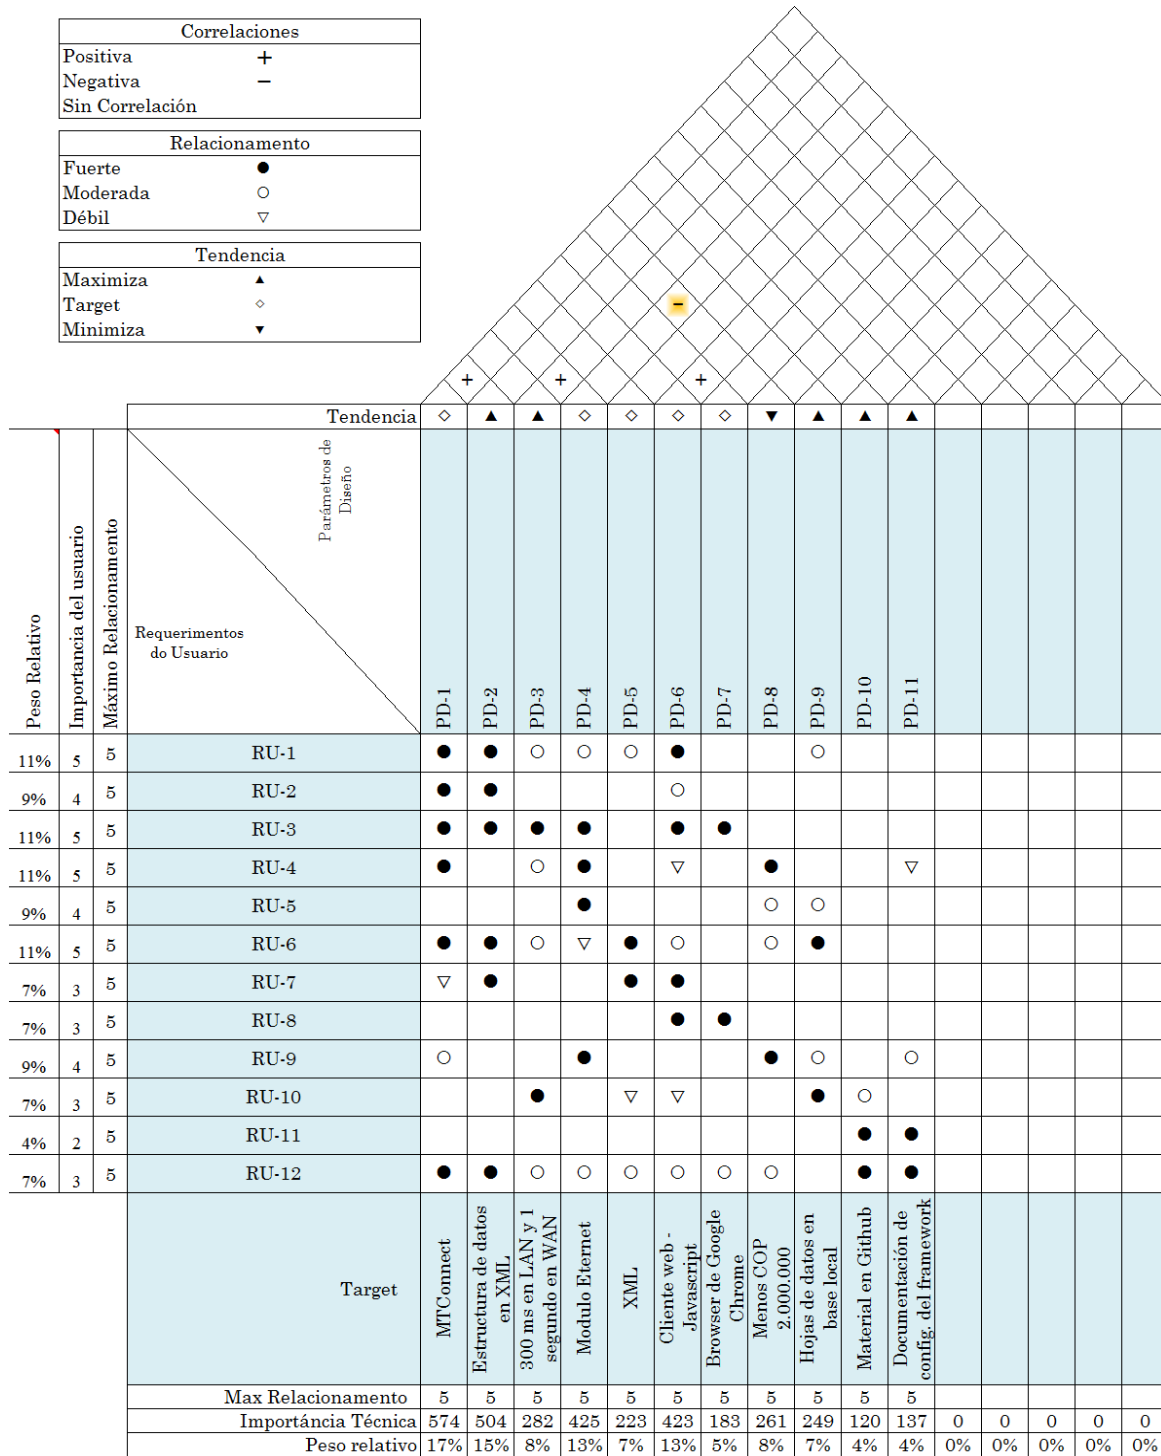 Correlaciones
Positiva +
Negativa −
Sin Correlación
Relacionamento
Fuerte ●
Moderada ○
Débil ▽
Tendencia
Maximiza ▲
Target ◇
Minimiza ▼
−
+ + +
Tendencia ◇ ▲ ▲ ◇ ◇ ◇ ◇ ▼ ▲ ▲ ▲
Peso Relativo
Importancia del usuario
Máximo Relacionamento
Parámetros de
Diseño
Requerimentos
do Usuario
PD-1
PD-2
PD-3
PD-4
PD-5
PD-6
PD-7
PD-8
PD-9
PD-10
PD-11
11% 5 5 RU-1 ● ● ○ ○ ○ ● ○
9% 4 5 RU-2 ● ● ○
11% 5 5 RU-3 ● ● ● ● ● ●
11% 5 5 RU-4 ● ○ ● ▽ ● ▽
9% 4 5 RU-5 ● ○ ○
11% 5 5 RU-6 ● ● ○ ▽ ● ○ ○ ●
7% 3 5 RU-7 ▽ ● ● ●
7% 3 5 RU-8 ● ●
9% 4 5 RU-9 ○ ● ● ○ ○
7% 3 5 RU-10 ● ▽ ▽ ● ○
4% 2 5 RU-11 ● ●
7% 3 5 RU-12 ● ● ○ ○ ○ ○ ○ ○ ● ●
Target
MTConnect
Estructura de datos
en XML
300 ms en LAN y 1
segundo en WAN
Modulo Eternet
XML
Cliente web -
Javascript
Browser de Google
Chrome
Menos COP
2.000.000
Hojas de datos en
base local
Material en Github
Documentación de
config. del framework
Max Relacionamento 5 5 5 5 5 5 5 5 5 5 5
Importáncia Técnica 574 504 282 425 223 423 183 261 249 120 137 0 0 0 0 0
Peso relativo 17% 15% 8% 13% 7% 13% 5% 8% 7% 4% 4% 0% 0% 0% 0% 0%